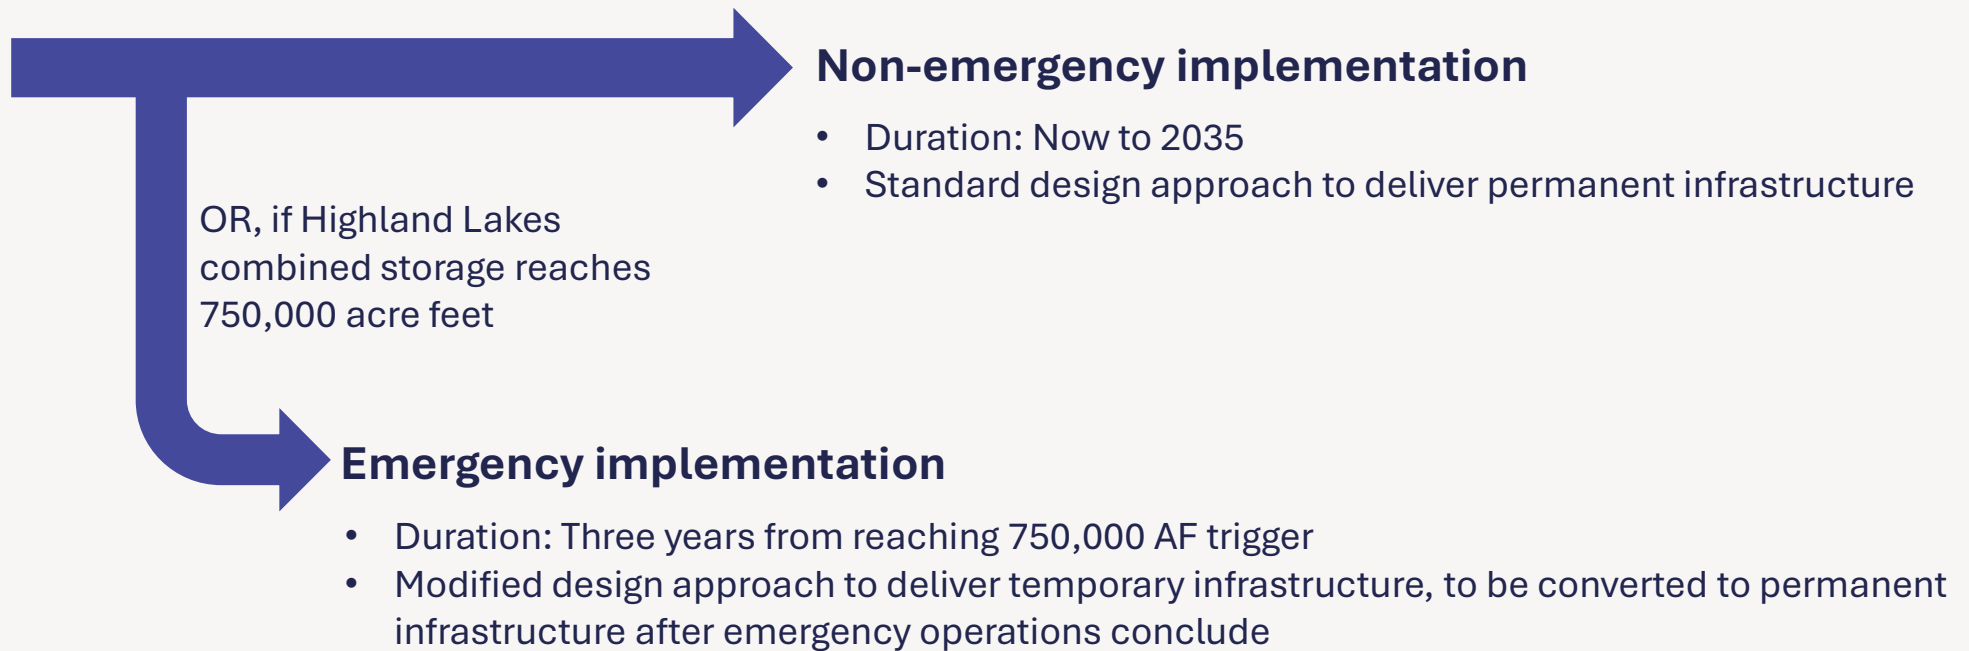 Non-emergency implementation
• Duration: Now to 2035
• Standard design approach to deliver permanent infrastructure
OR, if Highland Lakes
combined storage reaches
750,000 acre feet
Emergency implementation
• Duration: Three years from reaching 750,000 AF trigger
• Modified design approach to deliver temporary infrastructure, to be converted to permanent
infrastructure after emergency operations conclude